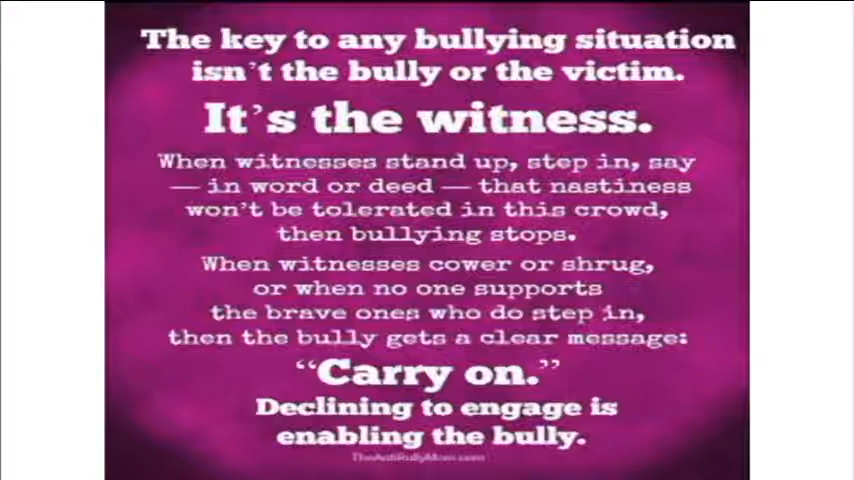 The key to any bullying situation
isn't the bully or the victim.
It's the witness.
When witnesses stand up, step in, say
— in word or deed — that nastiness
won't be tolerated in this crowd,
then bullying stops.
When witnesses cower or shrug,
or when no one supports
the brave ones who do step in,
then the bully gets a clear message:
“Carry on.”
Declining to engage is
enabling the bully.
TheAntiBullyMom.com